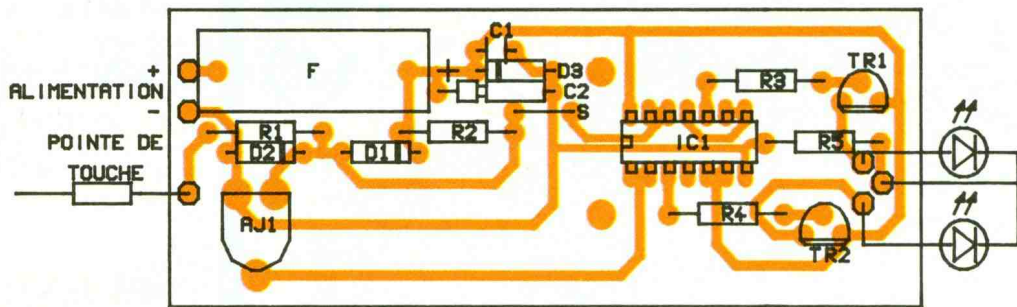 C1
+
F
+
D3
R3
TR1
ALIMENTATION
C2
-
S
POINTE DE
R1
R2
IC1
R5
D2
D1
TOUCHE
AJ1
R4
TR2